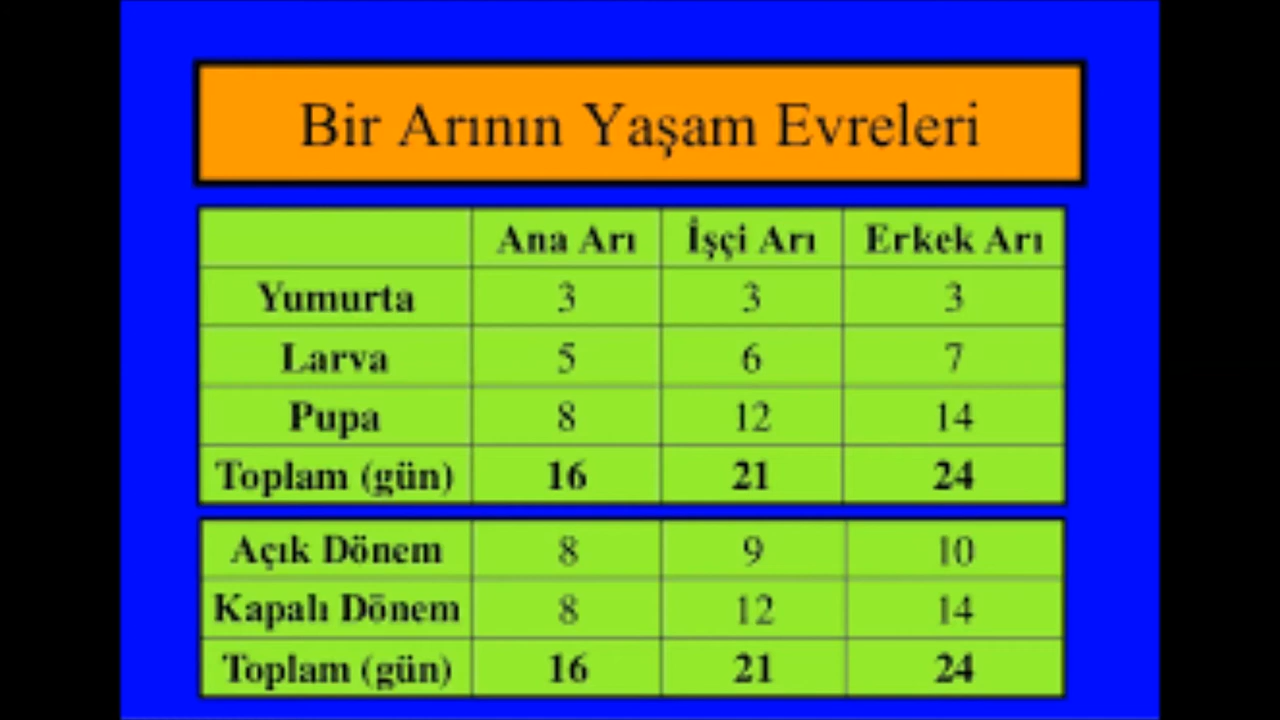 Bir Arının Yaşam Evreleri
Ana Arı İşçi Arı Erkek Arı
Yumurta 3 3 3
Larva 5 6 7
Pupa 8 12 14
Toplam (gün) 16 21 24
Açık Dönem 8 9 10
Kapalı Dönem 8 12 14
Toplam (gün) 16 21 24